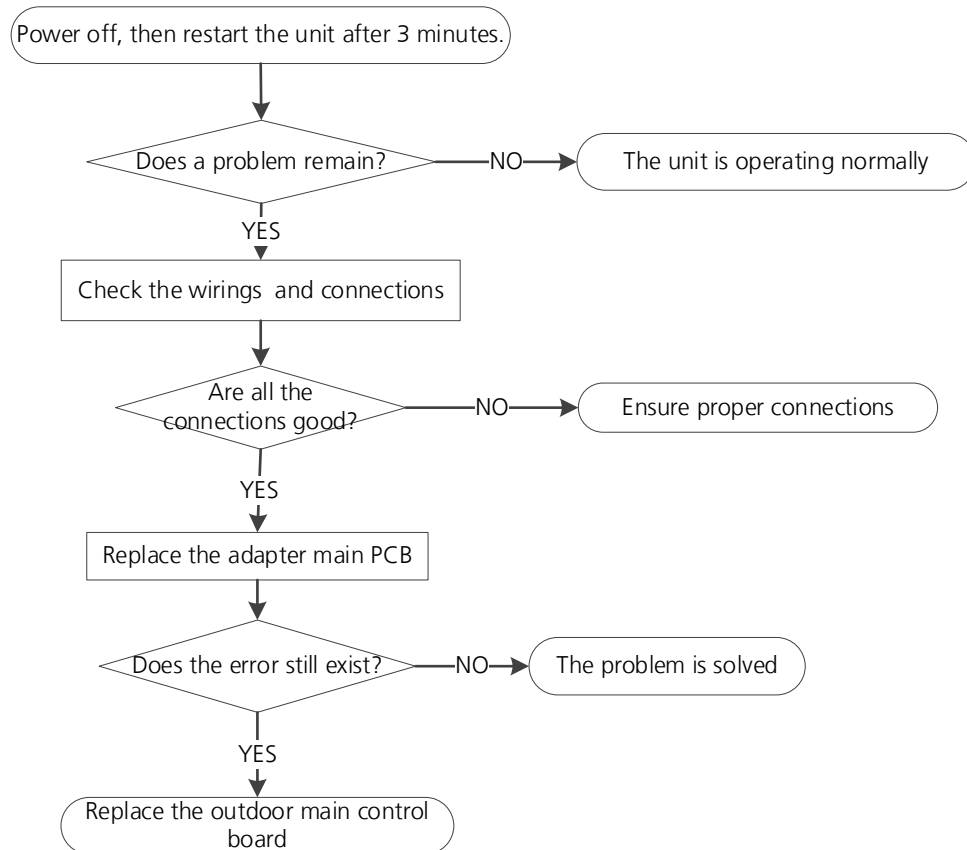 Power off, then restart the unit after 3 minutes.
Does a problem remain?
NO
The unit is operating normally
YES
Check the wirings  and connections
Are all the
connections good?
NO
Ensure proper connections
YES
Replace the adapter main PCB
Does the error still exist?
NO
The problem is solved
YES
Replace the outdoor main control
board